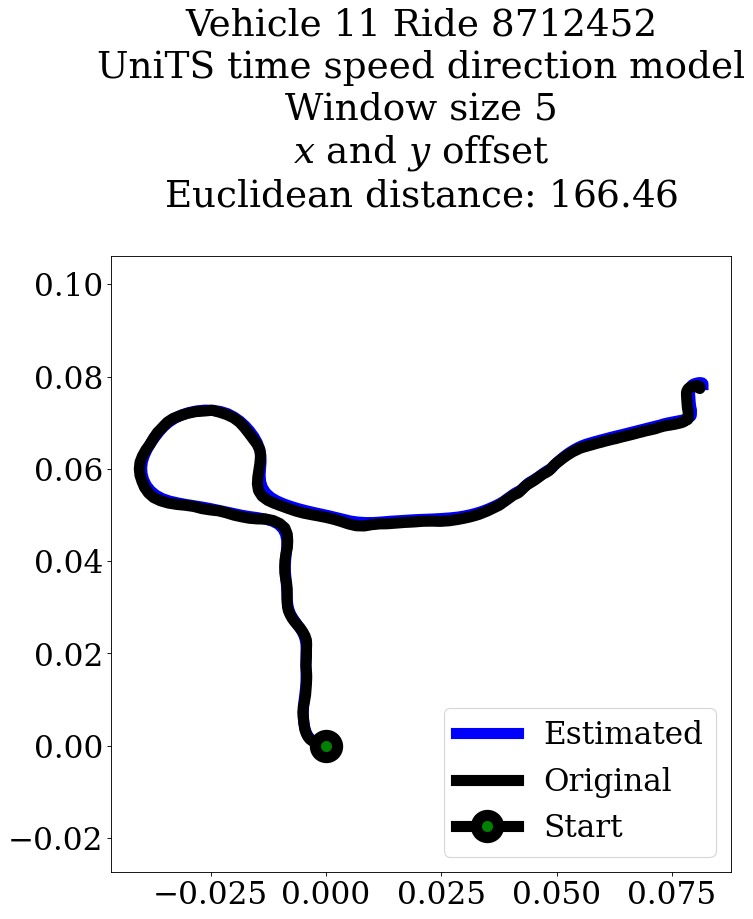 Vehicle 11 Ride 8712452
UniTS time speed direction model
Window size 5
x and y offset
Euclidean distance: 166.46
0.10
0.08
0.06
0.04
0.02
0.00
−0.02
Estimated
Original
Start
−0.025 0.000 0.025 0.050 0.075